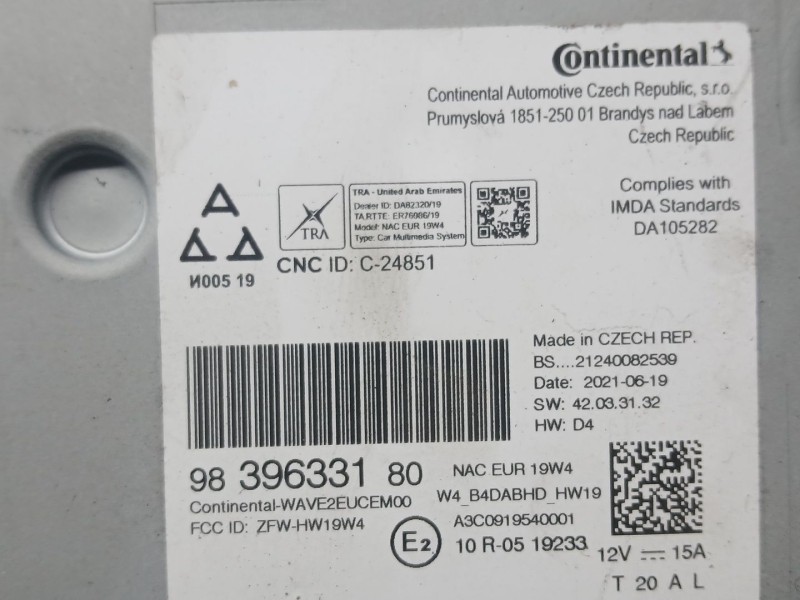 Continental
Continental Automotive Czech Republic, s.r.o.
Prumyslová 1851-250 01 Brandys nad Labem
Czech Republic
TRA
TRA - United Arab Emirates
Dealer ID: DA82320/19
TA RTTE: ER76986/19
Model: NAC EUR 19W4
Type: Car Multimedia System
Complies with
IMDA Standards
DA105282
И005 19
CNC ID: C-24851
Made in CZECH REP.
BS....21240082539
Date: 2021-06-19
SW: 42.03.31.32
HW: D4
98 396331 80
Continental-WAVE2EUCEM00
FCC ID: ZFW-HW19W4
NAC EUR 19W4
W4_B4DABHD_HW19
A3C0919540001
E2
10 R-05 19233
12V 15A
T 20 A L